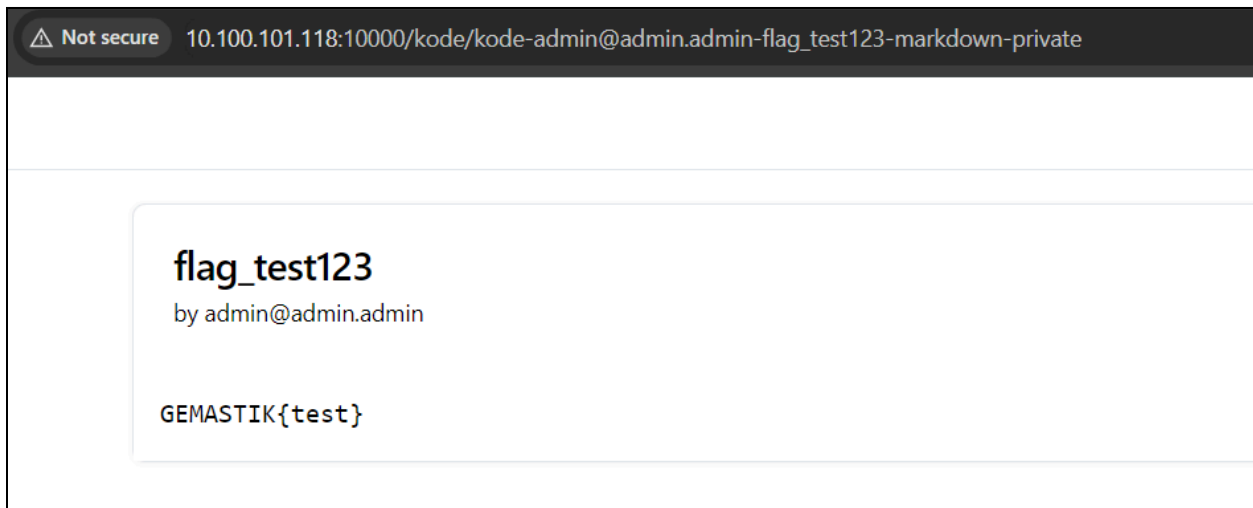 Not secure 10.100.101.118:10000/kode/kode-admin@admin.admin-flag_test123-markdown-private
flag_test123
by admin@admin.admin
GEMASTIK{test}